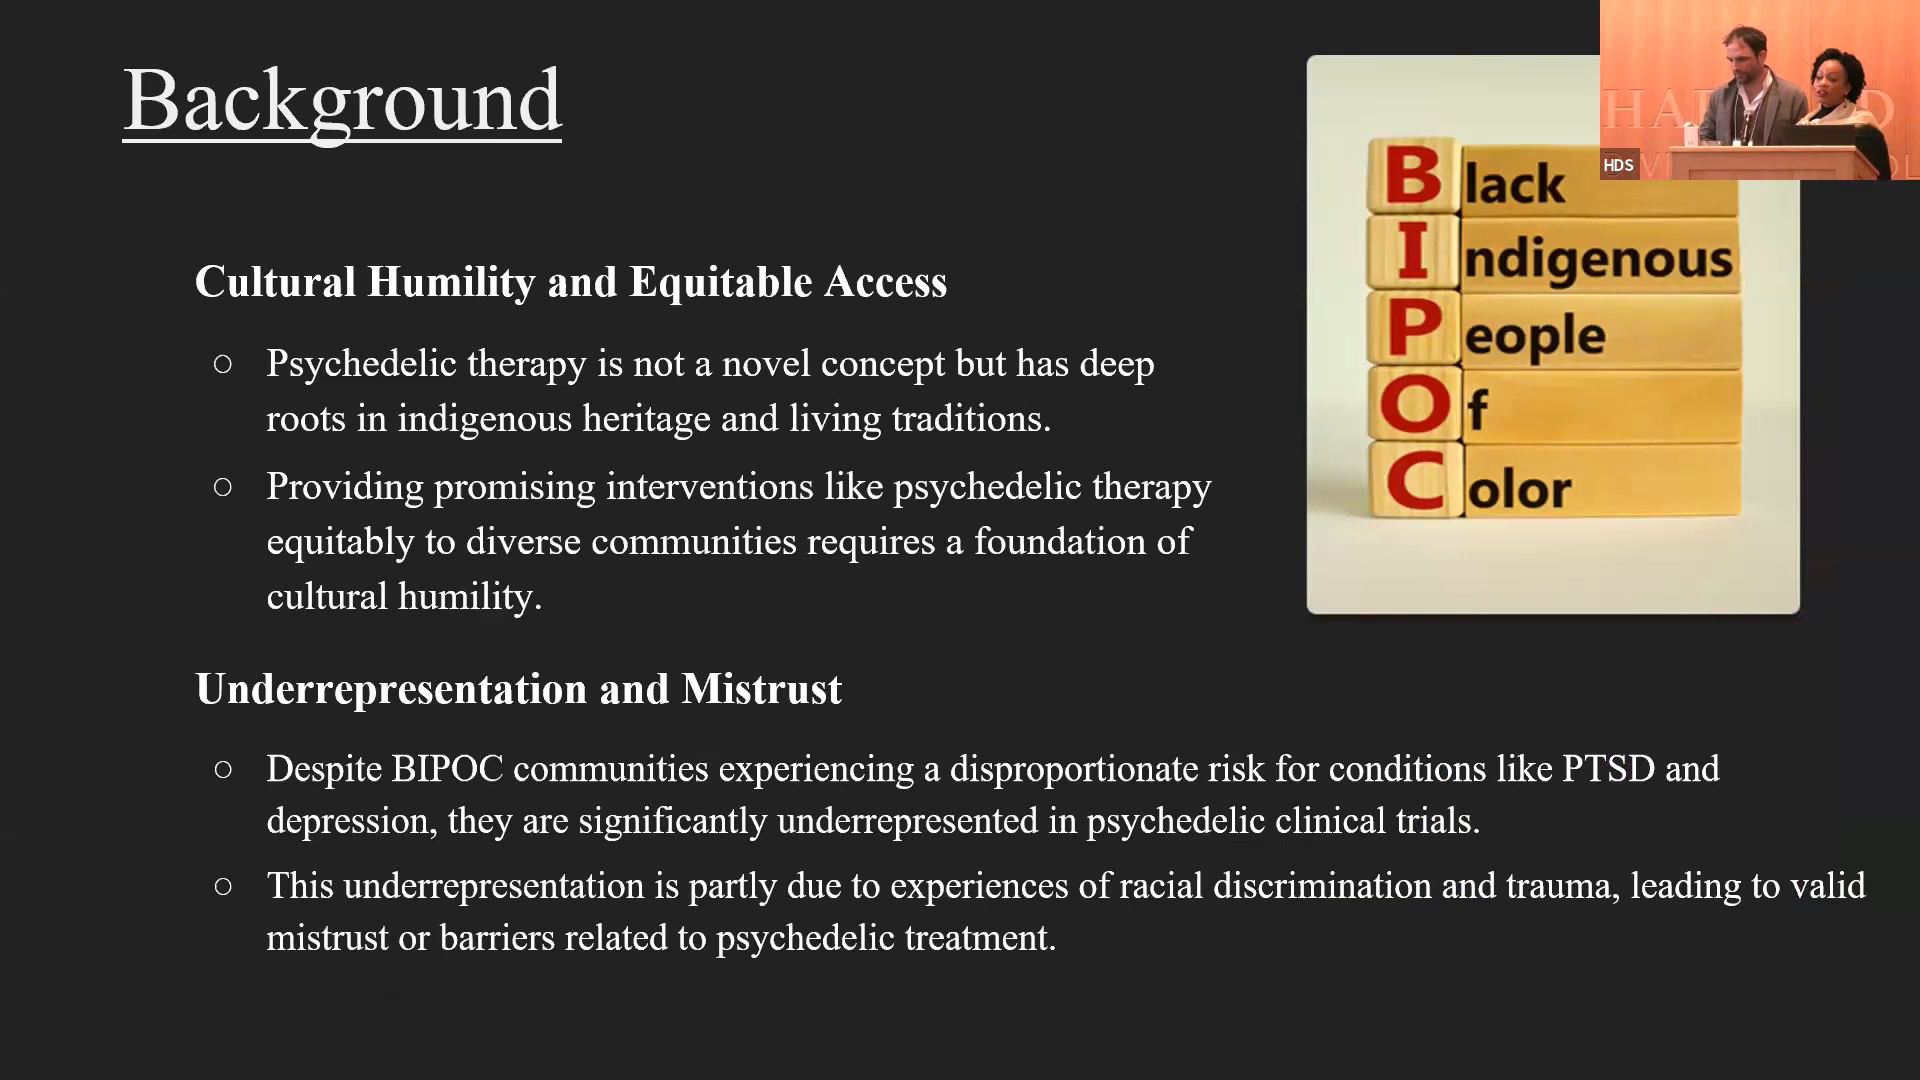 Background
Cultural Humility and Equitable Access
○ Psychedelic therapy is not a novel concept but has deep
roots in indigenous heritage and living traditions.
○ Providing promising interventions like psychedelic therapy
equitably to diverse communities requires a foundation of
cultural humility.
Underrepresentation and Mistrust
○ Despite BIPOC communities experiencing a disproportionate risk for conditions like PTSD and
depression, they are significantly underrepresented in psychedelic clinical trials.
○ This underrepresentation is partly due to experiences of racial discrimination and trauma, leading to valid
mistrust or barriers related to psychedelic treatment.
Black
Indigenous
People
Of
Color
HDS